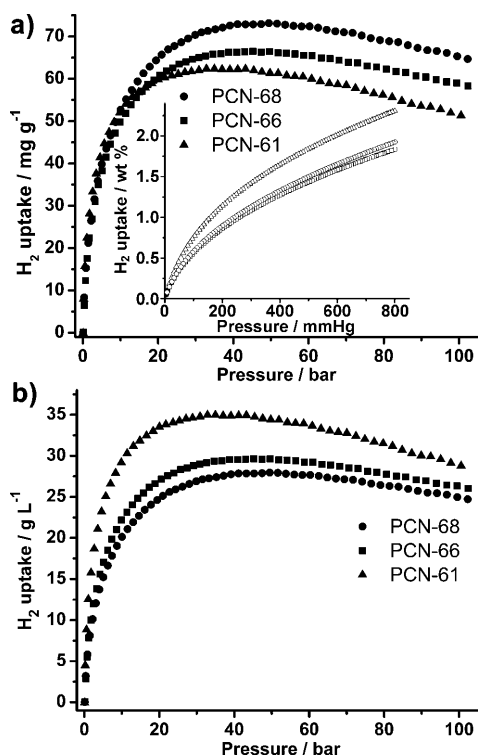 a)
H₂ uptake / mg g⁻¹
70
60
50
40
30
20
10
0
PCN-68
PCN-66
PCN-61
H₂ uptake / wt %
2.0
1.5
1.0
0.5
0.0
0 200 400 600 800
Pressure / mmHg
0 20 40 60 80 100
Pressure / bar
b)
H₂ uptake / g L⁻¹
35
30
25
20
15
10
5
0
PCN-68
PCN-66
PCN-61
0 20 40 60 80 100
Pressure / bar